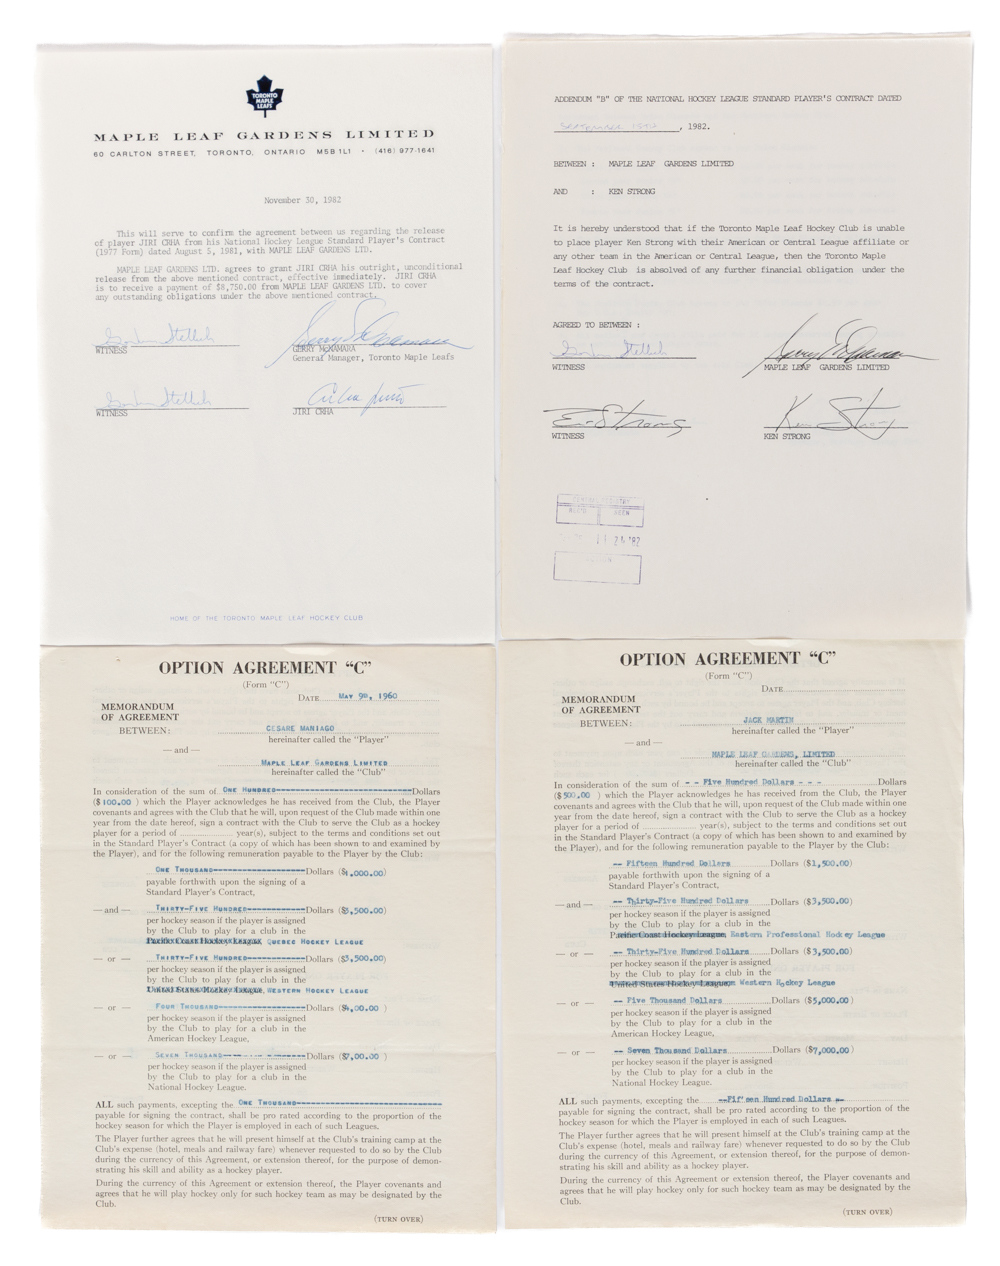 TORONTO
MAPLE
LEAFS
MAPLE LEAF GARDENS LIMITED
60 CARLTON STREET, TORONTO, ONTARIO M5B 1L1 • (416) 977-1641
November 30, 1982
This will serve to confirm the agreement between us regarding the release
of player JIRI CRHA from his National Hockey League Standard Player's Contract
(1977 Form) dated August 5, 1981, with MAPLE LEAF GARDENS LTD.
MAPLE LEAF GARDENS LTD. agrees to grant JIRI CRHA his outright, unconditional
release from the above mentioned contract, effective immediately. JIRI CRHA
is to receive a payment of $8,750.00 from MAPLE LEAF GARDENS LTD. to cover
any outstanding obligations under the above mentioned contract.
Gordon Stellick
WITNESS
GERRY McNAMARA
General Manager, Toronto Maple Leafs
Gordon Stellick
WITNESS
JIRI CRHA
HOME OF THE TORONTO MAPLE LEAF HOCKEY CLUB
ADDENDUM "B" OF THE NATIONAL HOCKEY LEAGUE STANDARD PLAYER'S CONTRACT DATED
, 1982.
BETWEEN : MAPLE LEAF GARDENS LIMITED
AND : KEN STRONG
It is hereby understood that if the Toronto Maple Leaf Hockey Club is unable
to place player Ken Strong with their American or Central League affiliate or
any other team in the American or Central League, then the Toronto Maple
Leaf Hockey Club is absolved of any further financial obligation under the
terms of the contract.
AGREED TO BETWEEN :
Gordon Stellick
WITNESS
MAPLE LEAF GARDENS LIMITED
Strong
WITNESS
Ken Strong
KEN STRONG
CENTRAL REGISTRY
OPTION AGREEMENT "C"
(Form "C")
DATE MAY 9th, 1960
MEMORANDUM
OF AGREEMENT
BETWEEN:
CESARE MANIAGO
hereinafter called the "Player"
— and —
MAPLE LEAF GARDENS LIMITED
hereinafter called the "Club"
In consideration of the sum of ONE HUNDRED Dollars
($100.00 ) which the Player acknowledges he has received from the Club, the Player
covenants and agrees with the Club that he will, upon request of the Club made within one
year from the date hereof, sign a contract with the Club to serve the Club as a hockey
player for a period of ........ year(s), subject to the terms and conditions set out
in the Standard Player's Contract (a copy of which has been shown to and examined by
the Player), and for the following remuneration payable to the Player by the Club:
ONE THOUSAND Dollars ($1,000.00)
payable forthwith upon the signing of a
Standard Player's Contract,
— and — THIRTY-FIVE HUNDRED Dollars ($3,500.00)
per hockey season if the player is assigned
by the Club to play for a club in the
Pacific Coast Hockey League, QUEBEC HOCKEY LEAGUE
— or — THIRTY-FIVE HUNDRED Dollars ($3,500.00)
per hockey season if the player is assigned
by the Club to play for a club in the
United States Hockey League, WESTERN HOCKEY LEAGUE
— or — FOUR THOUSAND Dollars ($4,00.00 )
per hockey season if the player is assigned
by the Club to play for a club in the
American Hockey League,
— or — SEVEN THOUSAND Dollars ($7,00.00 )
per hockey season if the player is assigned
by the Club to play for a club in the
National Hockey League.
ALL such payments, excepting the ONE THOUSAND
payable for signing the contract, shall be pro rated according to the proportion of the
hockey season for which the Player is employed in each of such Leagues.
The Player further agrees that he will present himself at the Club's training camp at the
Club's expense (hotel, meals and railway fare) whenever requested to do so by the Club
during the currency of this Agreement, or extension thereof, for the purpose of demon-
strating his skill and ability as a hockey player.
During the currency of this Agreement or extension thereof, the Player covenants and
agrees that he will play hockey only for such hockey team as may be designated by the
Club.
(TURN OVER)
OPTION AGREEMENT "C"
(Form "C")
DATE
MEMORANDUM
OF AGREEMENT
BETWEEN:
JACK MARTIN
hereinafter called the "Player"
— and —
MAPLE LEAF GARDENS, LIMITED
hereinafter called the "Club"
In consideration of the sum of - - Five Hundred Dollars - - - Dollars
($500.00 ) which the Player acknowledges he has received from the Club, the Player
covenants and agrees with the Club that he will, upon request of the Club made within one
year from the date hereof, sign a contract with the Club to serve the Club as a hockey
player for a period of ........ year(s), subject to the terms and conditions set out
in the Standard Player's Contract (a copy of which has been shown to and examined by
the Player), and for the following remuneration payable to the Player by the Club:
-- Fifteen Hundred Dollars Dollars ($1,500.00)
payable forthwith upon the signing of a
Standard Player's Contract,
— and — -- Thirty-Five Hundred Dollars Dollars ($3,500.00)
per hockey season if the player is assigned
by the Club to play for a club in the
Pacific Coast Hockey League, Eastern Professional Hockey League
— or — -- Thirty-Five Hundred Dollars Dollars ($3,500.00)
per hockey season if the player is assigned
by the Club to play for a club in the
United States Hockey League, Western Hockey League
— or — -- Five Thousand Dollars Dollars ($5,000.00)
per hockey season if the player is assigned
by the Club to play for a club in the
American Hockey League,
— or — -- Seven Thousand Dollars Dollars ($7,000.00)
per hockey season if the player is assigned
by the Club to play for a club in the
National Hockey League.
ALL such payments, excepting the --Fifteen Hundred Dollars --
payable for signing the contract, shall be pro rated according to the proportion of the
hockey season for which the Player is employed in each of such Leagues.
The Player further agrees that he will present himself at the Club's training camp at the
Club's expense (hotel, meals and railway fare) whenever requested to do so by the Club
during the currency of this Agreement, or extension thereof, for the purpose of demon-
strating his skill and ability as a hockey player.
During the currency of this Agreement or extension thereof, the Player covenants and
agrees that he will play hockey only for such hockey team as may be designated by the
Club.
(TURN OVER)